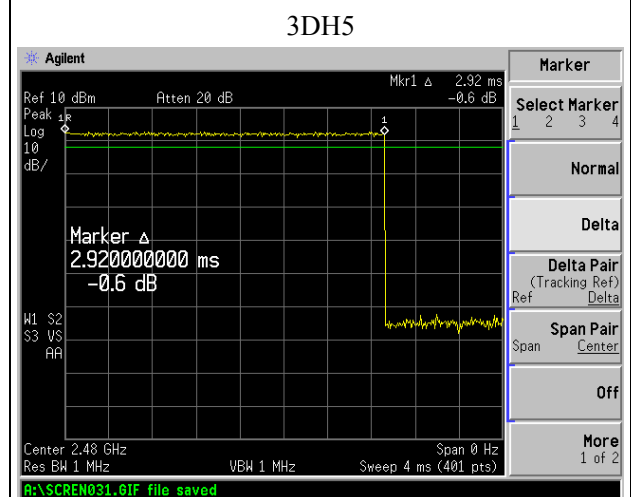 3DH5
Agilent
Marker
Mkr1 Δ 2.92 ms
Ref 10 dBm Atten 20 dB -0.6 dB
Peak
Log
10
dB/
1R
1
Marker Δ
2.920000000 ms
-0.6 dB
W1 S2
S3 VS
AA
Center 2.48 GHz Span 0 Hz
Res BW 1 MHz VBW 1 MHz Sweep 4 ms (401 pts)
A:\SCREN031.GIF file saved
Select Marker
1 2 3 4
Normal
Delta
Delta Pair
(Tracking Ref)
Ref Delta
Span Pair
Span Center
Off
More
1 of 2